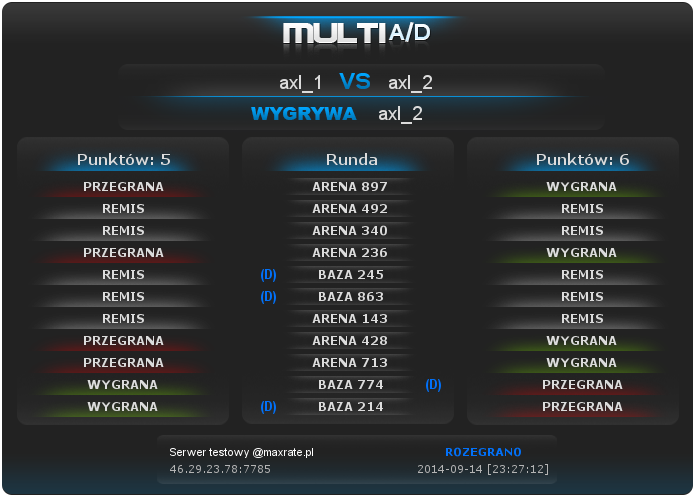 MULTI A/D
axl_1 VS axl_2
WYGRYWA axl_2
Punktów: 5 Runda Punktów: 6
PRZEGRANA ARENA 897 WYGRANA
REMIS ARENA 492 REMIS
REMIS ARENA 340 REMIS
PRZEGRANA ARENA 236 WYGRANA
REMIS (D) BAZA 245 REMIS
REMIS (D) BAZA 863 REMIS
REMIS ARENA 143 REMIS
PRZEGRANA ARENA 428 WYGRANA
PRZEGRANA ARENA 713 WYGRANA
WYGRANA BAZA 774 (D) PRZEGRANA
WYGRANA (D) BAZA 214 PRZEGRANA
Serwer testowy @maxrate.pl ROZEGRANO
46.29.23.78:7785 2014-09-14 [23:27:12]